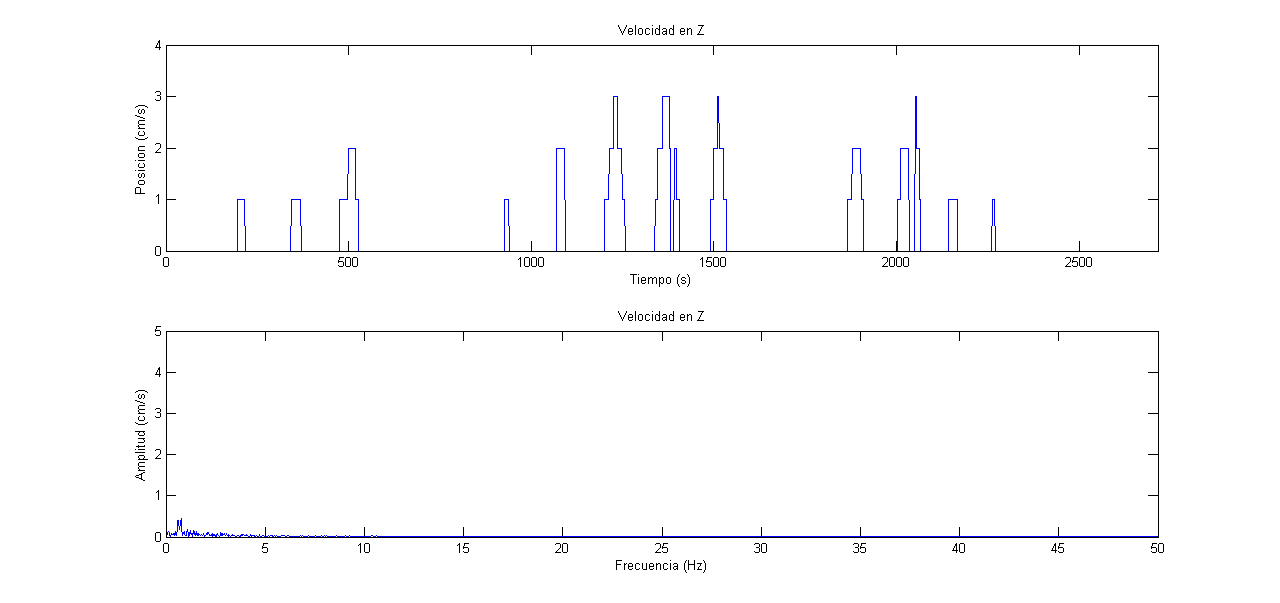 Velocidad en Z
4
3
2
1
0
Posicion (cm/s)
0 500 1000 1500 2000 2500
Tiempo (s)
Velocidad en Z
5
4
3
2
1
0
Amplitud (cm/s)
0 5 10 15 20 25 30 35 40 45 50
Frecuencia (Hz)